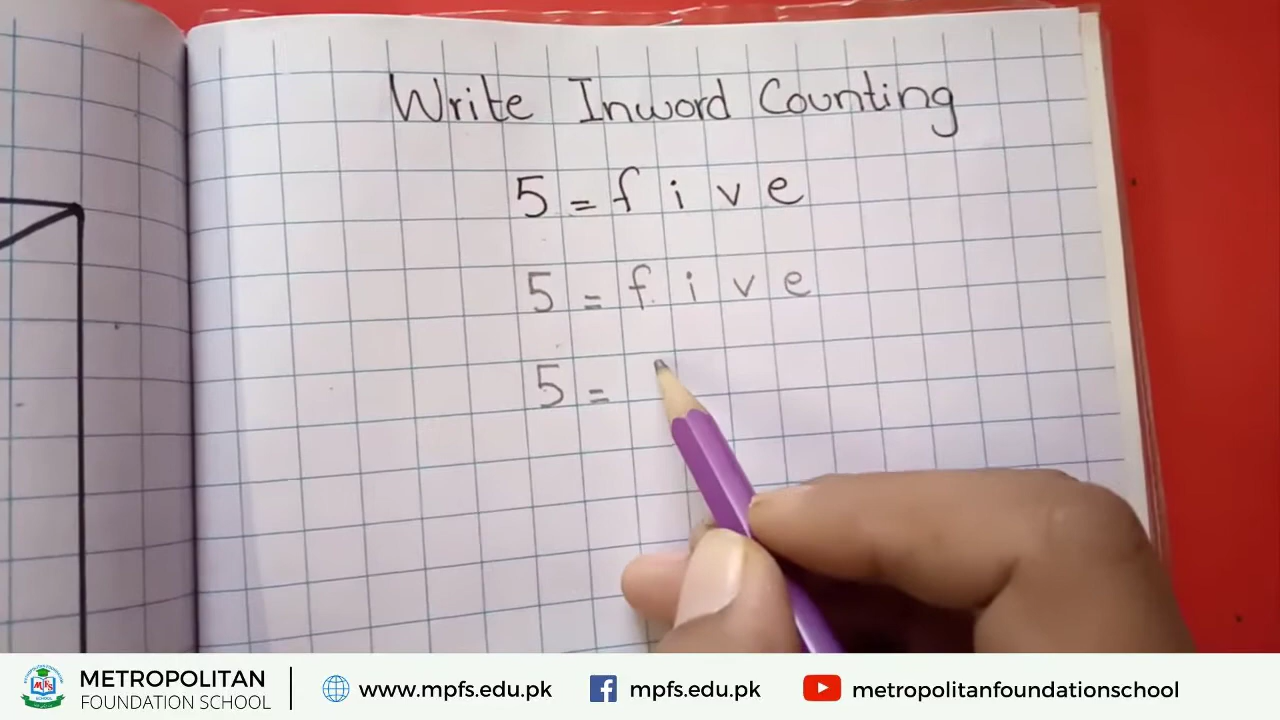 Write Inword Counting
5 = f i v e
5 = f i v e
5 =
METROPOLITAN
FOUNDATION SCHOOL
www.mpfs.edu.pk
mpfs.edu.pk
metropolitanfoundationschool